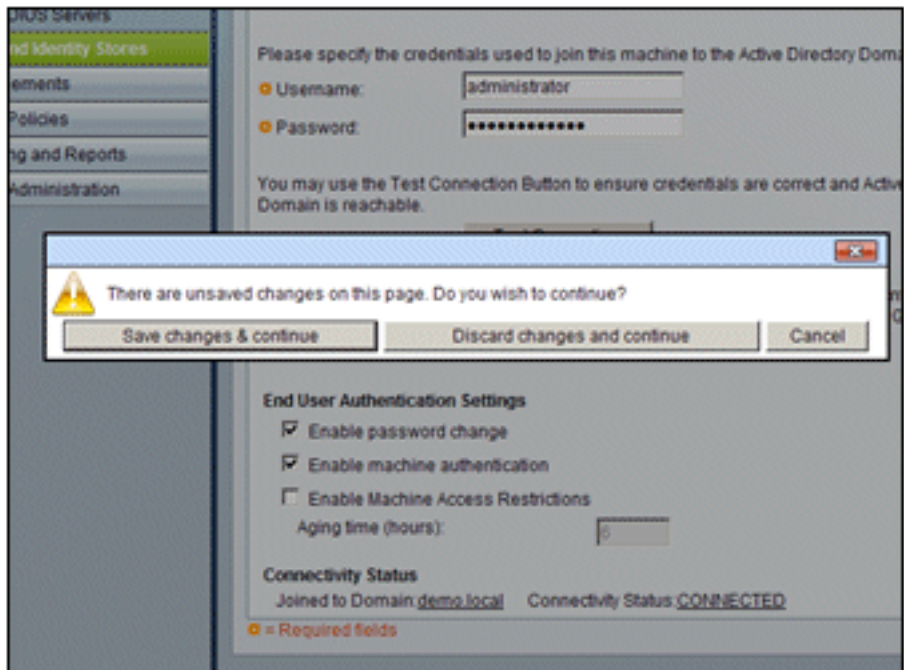 DIUS Servers
nd Identity Stores
ements
Policies
ng and Reports
Administration
Please specify the credentials used to join this machine to the Active Directory Doma
Username:
administrator
Password:
••••••••••••
You may use the Test Connection Button to ensure credentials are correct and Active
Domain is reachable.
There are unsaved changes on this page. Do you wish to continue?
Save changes & continue
Discard changes and continue
Cancel
End User Authentication Settings
Enable password change
Enable machine authentication
Enable Machine Access Restrictions
Aging time (hours):
6
Connectivity Status
Joined to Domain:demo.local Connectivity Status:CONNECTED
= Required fields